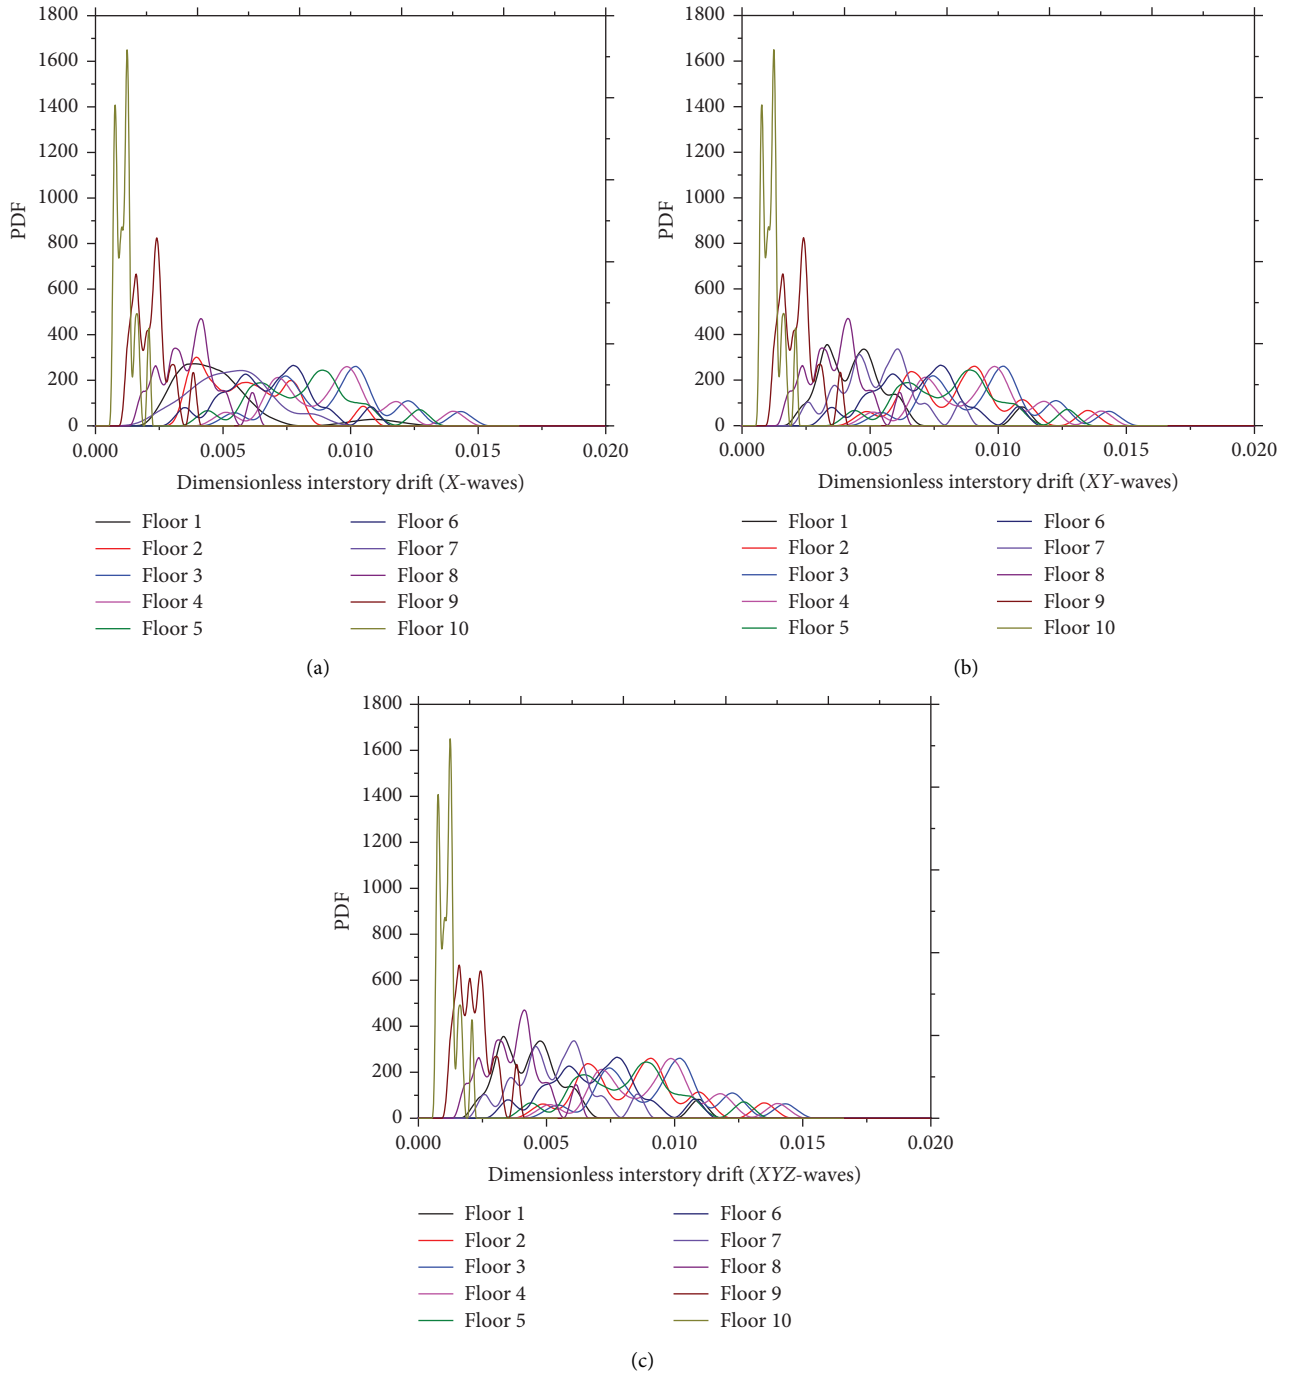 1800
1600
1400
1200
1000
800
600
400
200
0
PDF
0.000 0.005 0.010 0.015 0.020
Dimensionless interstory drift (X-waves)
Floor 1 Floor 6
Floor 2 Floor 7
Floor 3 Floor 8
Floor 4 Floor 9
Floor 5 Floor 10
(a)
1800
1600
1400
1200
1000
800
600
400
200
0
PDF
0.000 0.005 0.010 0.015 0.020
Dimensionless interstory drift (XY-waves)
Floor 1 Floor 6
Floor 2 Floor 7
Floor 3 Floor 8
Floor 4 Floor 9
Floor 5 Floor 10
(b)
1800
1600
1400
1200
1000
800
600
400
200
0
PDF
0.000 0.005 0.010 0.015 0.020
Dimensionless interstory drift (XYZ-waves)
Floor 1 Floor 6
Floor 2 Floor 7
Floor 3 Floor 8
Floor 4 Floor 9
Floor 5 Floor 10
(c)